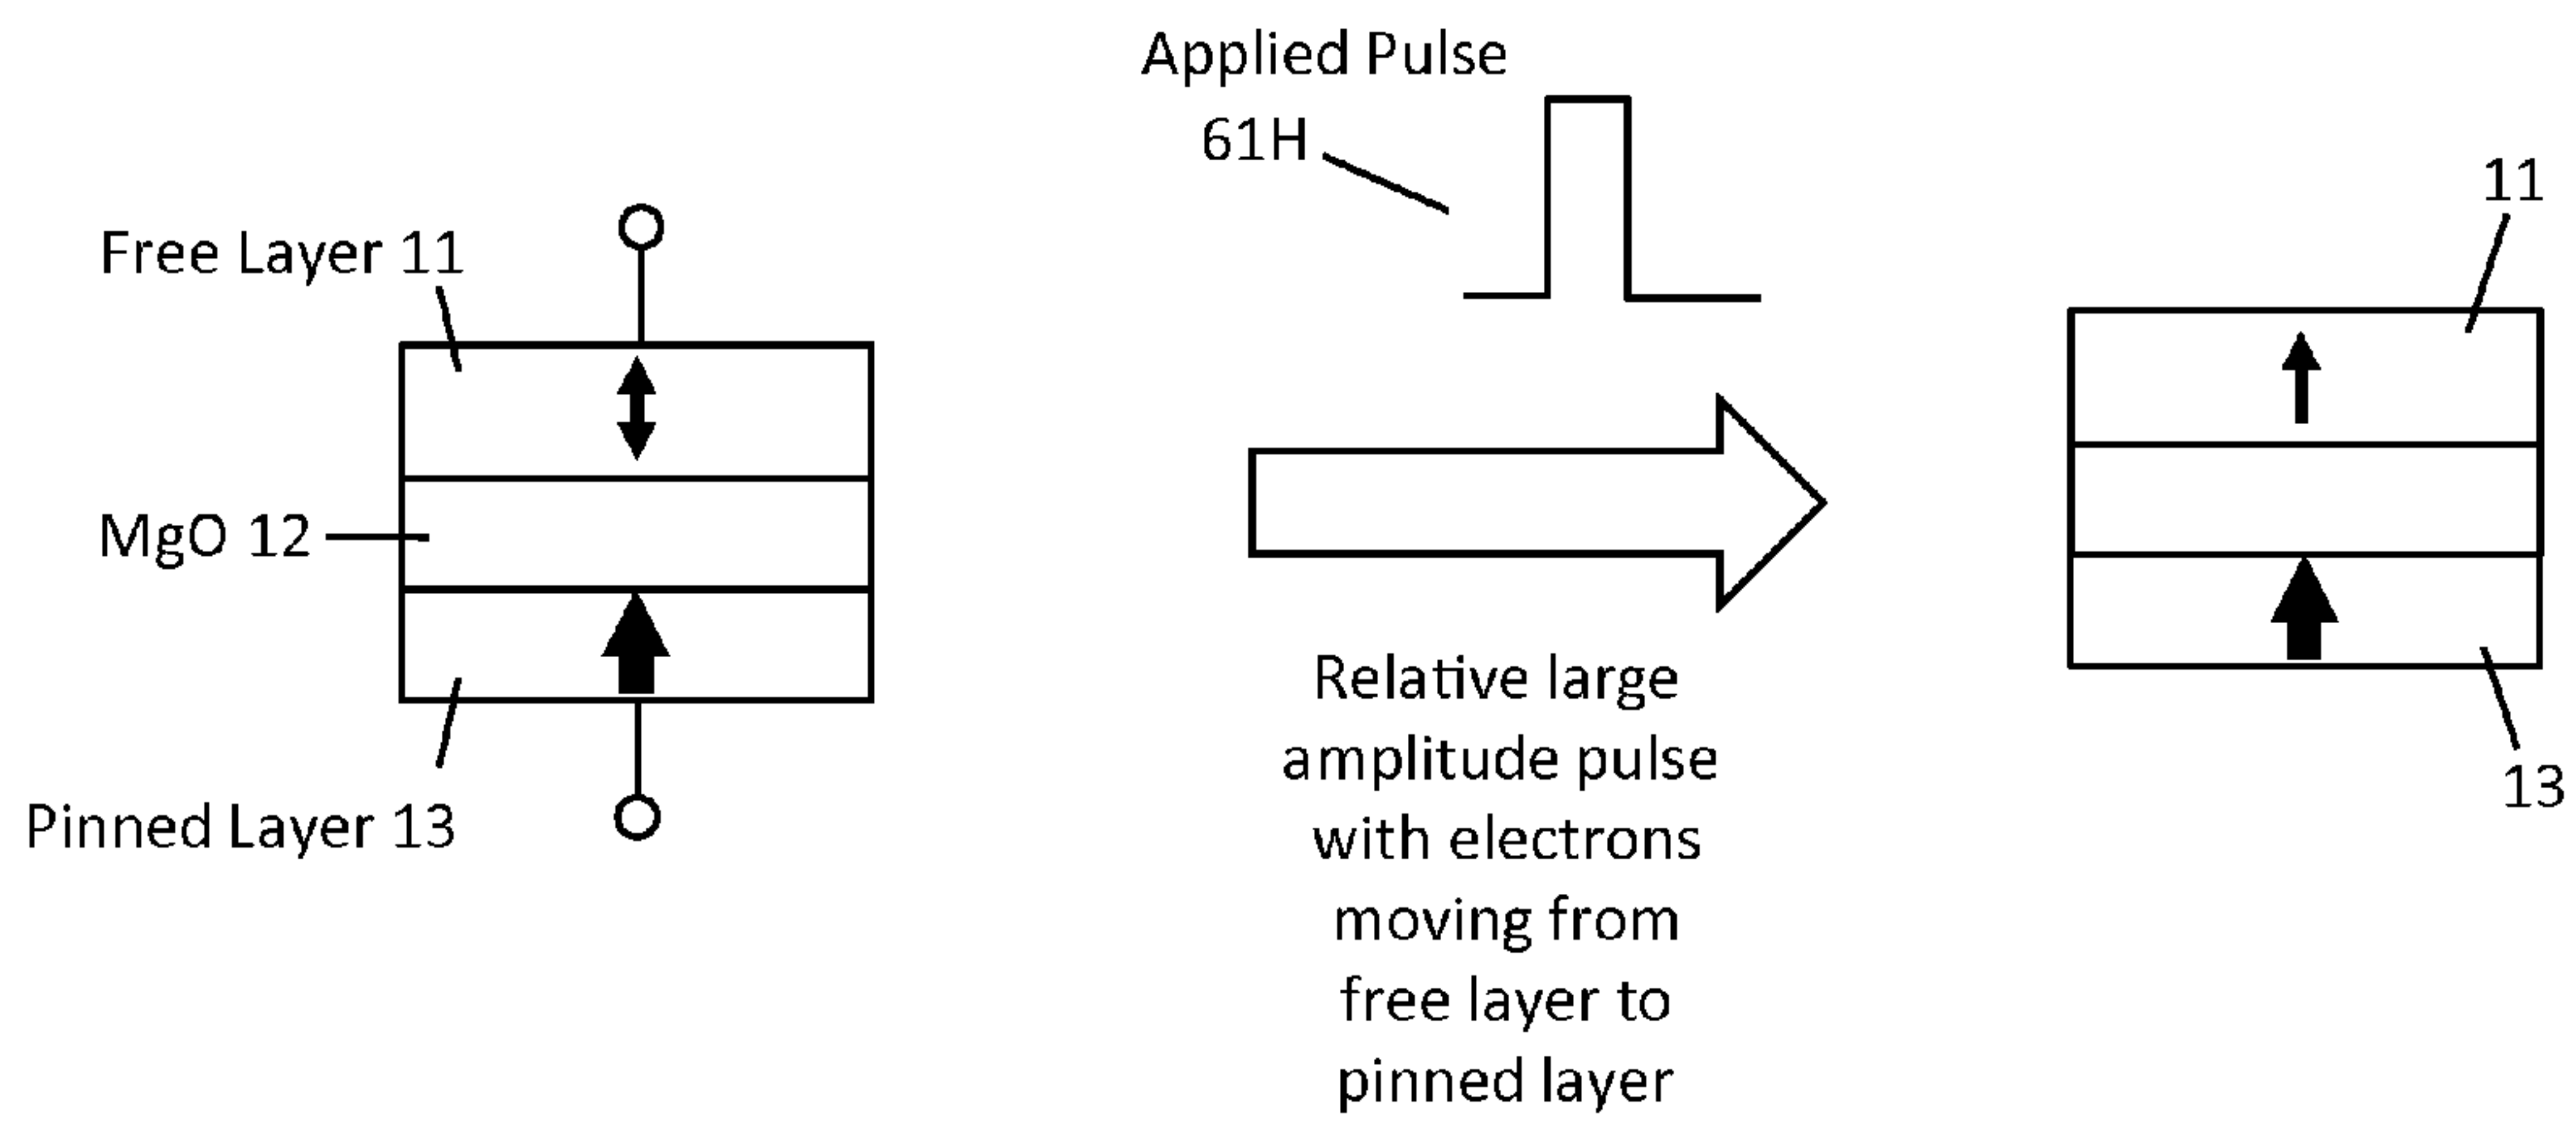 Applied Pulse
61H
Free Layer 11
MgO 12
Pinned Layer 13
Relative large
amplitude pulse
with electrons
moving from
free layer to
pinned layer
11
13